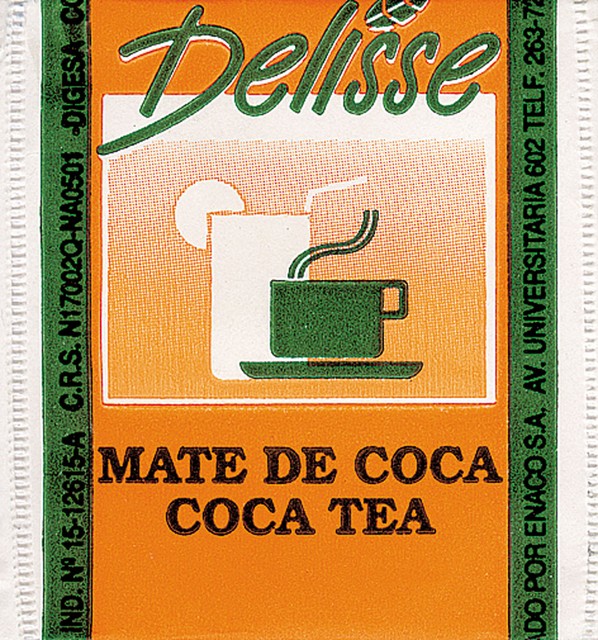 Delisse
MATE DE COCA
COCA TEA
IND. Nº 15-12615-A C.R.S. N17002Q-NA0501 -DIGESA
DO POR ENACO S.A. AV. UNIVERSITARIA 602 TELF. 263-72